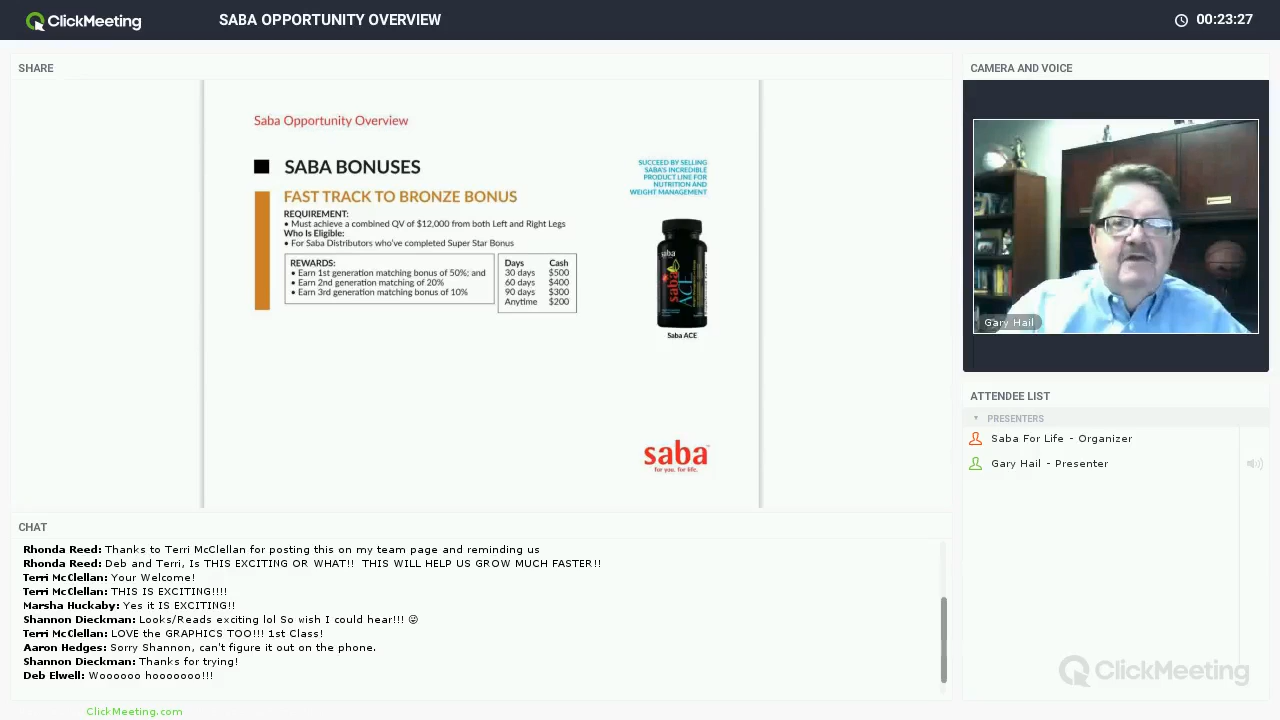 ClickMeeting
SABA OPPORTUNITY OVERVIEW
00:23:27
SHARE
Saba Opportunity Overview
SABA BONUSES
FAST TRACK TO BRONZE BONUS
REQUIREMENT:
• Must achieve a combined QV of $12,000 from both Left and Right Legs
Who Is Eligible:
• For Saba Distributors who've completed Super Star Bonus
REWARDS:
• Earn 1st generation matching bonus of 50%; and
• Earn 2nd generation matching of 20%
• Earn 3rd generation matching bonus of 10%
Days Cash
30 days $500
60 days $400
90 days $300
Anytime $200
SUCCEED BY SELLING
SABA'S INCREDIBLE
PRODUCT LINE FOR
NUTRITION AND
WEIGHT MANAGEMENT
saba
saba
ACE
Saba ACE
saba
for you. for life.
CAMERA AND VOICE
Gary Hail
ATTENDEE LIST
PRESENTERS
Saba For Life - Organizer
Gary Hail - Presenter
CHAT
Rhonda Reed: Thanks to Terri McClellan for posting this on my team page and reminding us
Rhonda Reed: Deb and Terri, Is THIS EXCITING OR WHAT!! THIS WILL HELP US GROW MUCH FASTER!!
Terri McClellan: Your Welcome!
Terri McClellan: THIS IS EXCITING!!!!
Marsha Huckaby: Yes it IS EXCITING!!
Shannon Dieckman: Looks/Reads exciting lol So wish I could hear!!! 😜
Terri McClellan: LOVE the GRAPHICS TOO!!! 1st Class!
Aaron Hedges: Sorry Shannon, can't figure it out on the phone.
Shannon Dieckman: Thanks for trying!
Deb Elwell: Woooooo hooooooo!!!
ClickMeeting
ClickMeeting.com